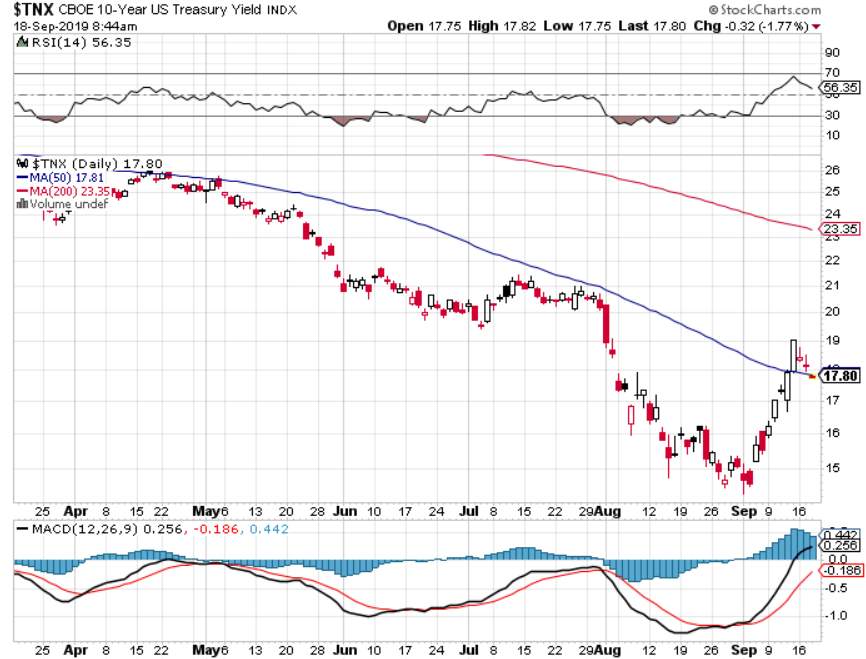 $TNX CBOE 10-Year US Treasury Yield INDX © StockCharts.com
18-Sep-2019 8:44am Open 17.75 High 17.82 Low 17.75 Last 17.80 Chg -0.32 (-1.77%)
RSI(14) 56.35
90
70
56.35
30
10
$TNX (Daily) 17.80
MA(50) 17.81
MA(200) 23.35
Volume undef
26
25
24
23.35
23
22
21
20
19
17.80
17
16
15
25 Apr 8 15 22 May 6 13 20 28 Jun 10 17 24 Jul 8 15 22 29 Aug 12 19 26 Sep 9 16
MACD(12,26,9) 0.256, -0.186, 0.442
0.442
0.256
0.0
-0.186
-0.5
-1.0
25 Apr 8 15 22 May 6 13 20 28 Jun 10 17 24 Jul 8 15 22 29 Aug 12 19 26 Sep 9 16